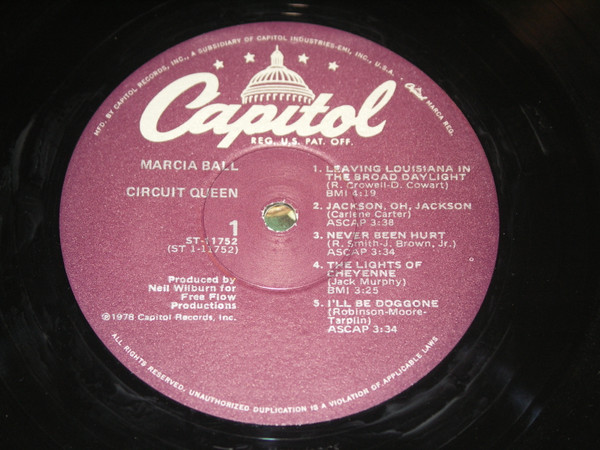 MFD. BY CAPITOL RECORDS, INC., A SUBSIDIARY OF CAPITOL INDUSTRIES-EMI, INC., U.S.A.
Capitol MARCA REG.
Capitol
REG. U.S. PAT. OFF.
MARCIA BALL
CIRCUIT QUEEN
1
ST-11752
(ST 1-11752)
Produced by
Neil Wilburn for
Free Flow
Productions
℗1978 Capitol Records, Inc.
1. LEAVING LOUISIANA IN
THE BROAD DAYLIGHT
(R. Crowell-D. Cowart)
BMI 4:19
2. JACKSON, OH, JACKSON
(Carlene Carter)
ASCAP 3:38
3. NEVER BEEN HURT
(R. Smith-J. Brown, Jr.)
ASCAP 3:34
4. THE LIGHTS OF
CHEYENNE
(Jack Murphy)
BMI 3:25
5. I'LL BE DOGGONE
(Robinson-Moore-
Tarplin)
ASCAP 3:34
ALL RIGHTS RESERVED. UNAUTHORIZED DUPLICATION IS A VIOLATION OF APPLICABLE LAWS